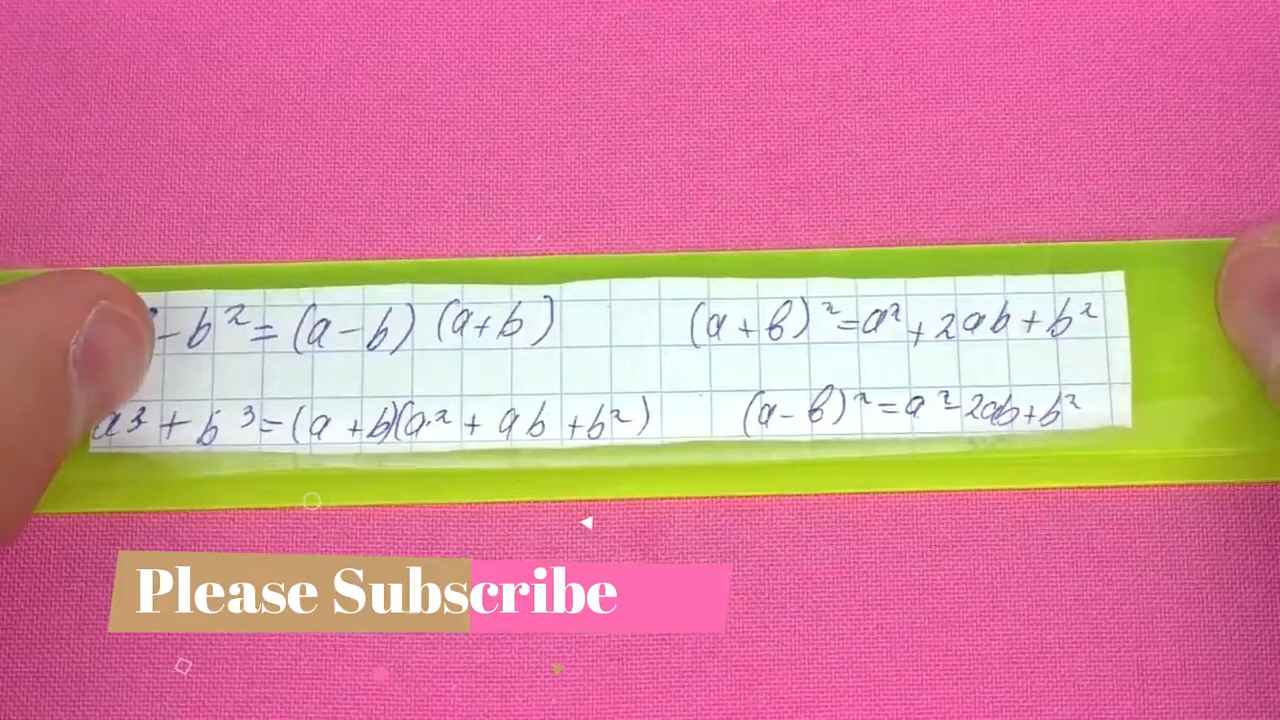 - b² = (a - b) (a + b)
(a + b)² = a² + 2ab + b²
a³ + b³ = (a + b)(a² + ab + b²)
(a - b)² = a² - 2ab + b²
Please Subscribe